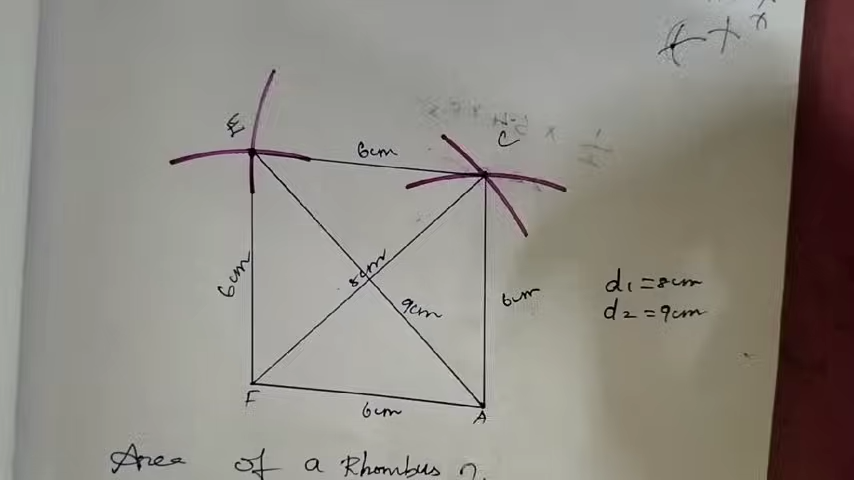 E
C
6cm
6cm
8cm
9cm
6cm
d1 = 8cm
d2 = 9cm
F
6cm
A
Area of a Rhombus